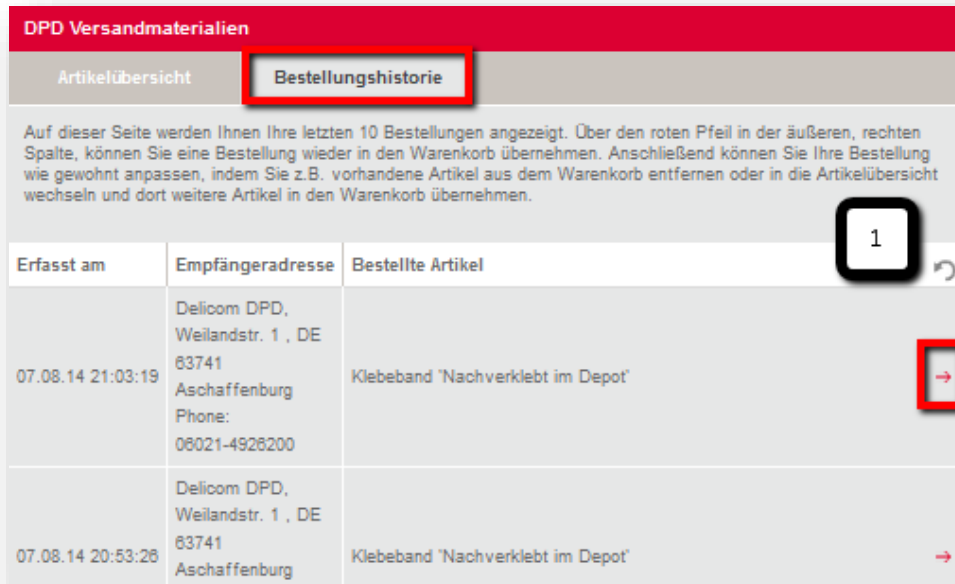 DPD Versandmaterialien
Artikelübersicht
Bestellungshistorie
Auf dieser Seite werden Ihnen Ihre letzten 10 Bestellungen angezeigt. Über den roten Pfeil in der äußeren, rechten
Spalte, können Sie eine Bestellung wieder in den Warenkorb übernehmen. Anschließend können Sie Ihre Bestellung
wie gewohnt anpassen, indem Sie z.B. vorhandene Artikel aus dem Warenkorb entfernen oder in die Artikelübersicht
wechseln und dort weitere Artikel in den Warenkorb übernehmen.
1
Erfasst am Empfängeradresse Bestellte Artikel
Delicom DPD,
Weilandstr. 1 , DE
63741
07.08.14 21:03:19 Aschaffenburg Klebeband "Nachverklebt im Depot" →
Phone:
06021-4926200
Delicom DPD,
Weilandstr. 1 , DE
63741
07.08.14 20:53:26 Aschaffenburg Klebeband "Nachverklebt im Depot" →